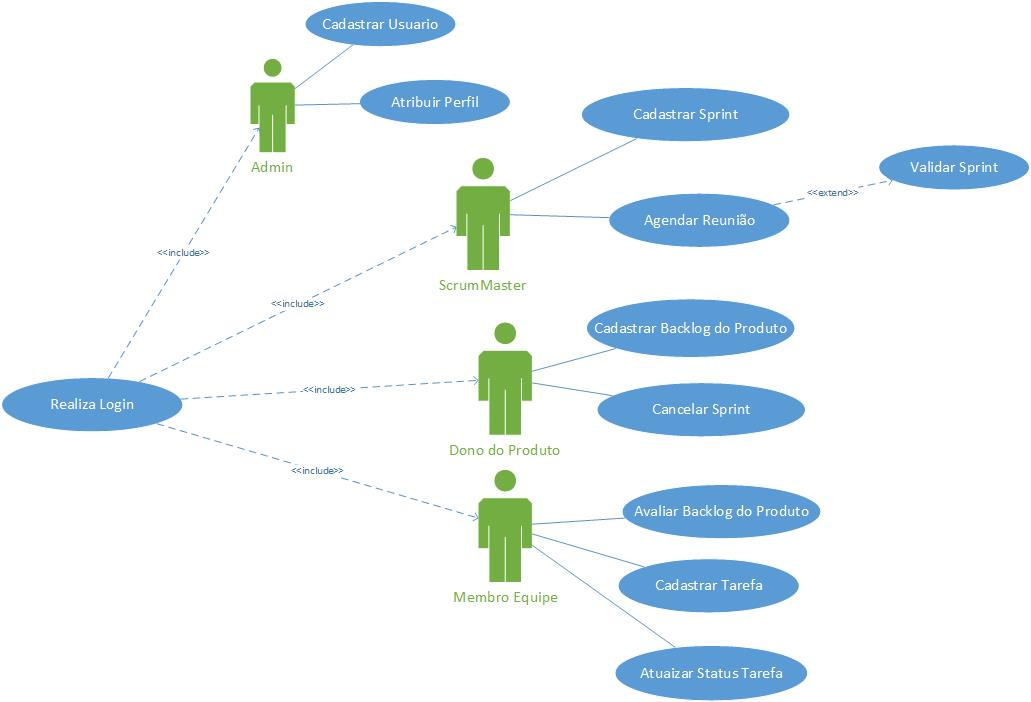 Cadastrar Usuario
Atribuir Perfil
Admin
Cadastrar Sprint
Validar Sprint
<<extend>>
Agendar Reunião
ScrumMaster
<<include>>
<<include>>
Cadastrar Backlog do Produto
<<include>>
Realiza Login
Cancelar Sprint
Dono do Produto
<<include>>
Avaliar Backlog do Produto
Cadastrar Tarefa
Membro Equipe
Atuaizar Status Tarefa